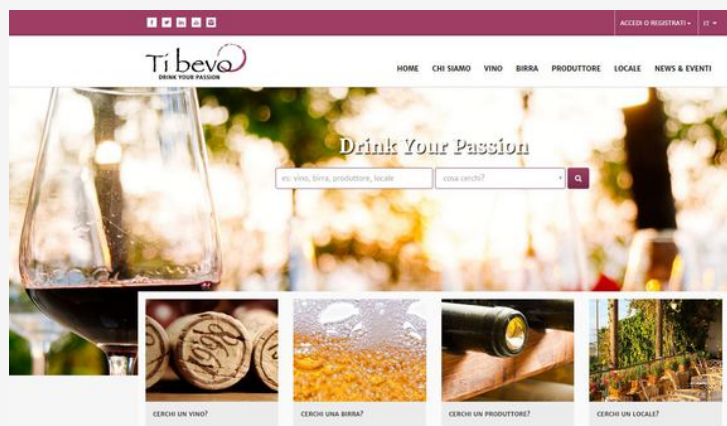 ACCEDI O REGISTRATI
IT
Ti bevo
DRINK YOUR PASSION
HOME CHI SIAMO VINO BIRRA PRODUTTORE LOCALE NEWS & EVENTI
Drink Your Passion
es: vino, birra, produttore, locale
cosa cerchi?
CERCHI UN VINO?
CERCHI UNA BIRRA?
CERCHI UN PRODUTTORE?
CERCHI UN LOCALE?